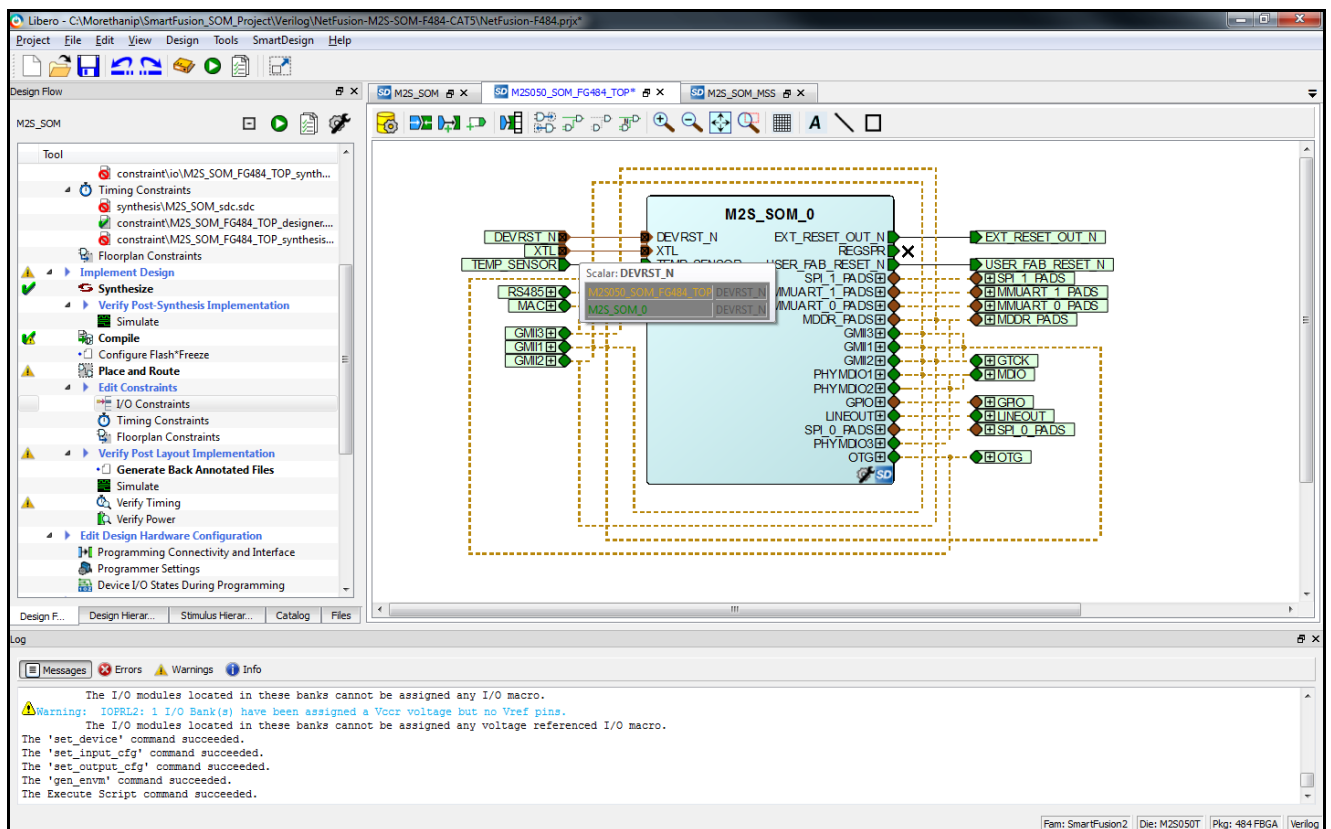 Libero - C:\Morethanip\SmartFusion_SOM_Project\Verilog\NetFusion-M2S-SOM-F484-CAT5\NetFusion-F484.prjx*
Project File Edit View Design Tools SmartDesign Help
Design Flow
M2S_SOM
Tool
constraint\io\M2S_SOM_FG484_TOP_synth...
Timing Constraints
synthesis\M2S_SOM_sdc.sdc
constraint\M2S_SOM_FG484_TOP_designer....
constraint\M2S_SOM_FG484_TOP_synthesis...
Floorplan Constraints
Implement Design
Synthesize
Verify Post-Synthesis Implementation
Simulate
Compile
Configure Flash*Freeze
Place and Route
Edit Constraints
I/O Constraints
Timing Constraints
Floorplan Constraints
Verify Post Layout Implementation
Generate Back Annotated Files
Simulate
Verify Timing
Verify Power
Edit Design Hardware Configuration
Programming Connectivity and Interface
Programmer Settings
Device I/O States During Programming
Design F... Design Hierar... Stimulus Hierar... Catalog Files
M2S_SOM M2S050_SOM_FG484_TOP* M2S_SOM_MSS
M2S_SOM_0
DEVRST_N DEVRST_N EXT_RESET_OUT_N EXT_RESET_OUT_N
XTL XTL REGSPR
TEMP_SENSOR USER_FAB_RESET_N USER_FAB_RESET_N
Scalar: DEVRST_N
M2S050_SOM_FG484_TOP DEVRST_N
M2S_SOM_0 DEVRST_N
SPI_1_PADS SPI_1_PADS
RS485 MMUART_1_PADS
MAC MMUART_0_PADS
MDDR_PADS MDDR_PADS
GMII3 GMII3
GMII1 GMII1
GMII2 GMII2 GTCK
PHYMDIO1 MDIO
PHYMDIO2
GPIO GPIO
LINEOUT LINEOUT
SPI_0_PADS SPI_0_PADS
PHYMDIO3
OTG OTG
Log
Messages Errors Warnings Info
The I/O modules located in these banks cannot be assigned any I/O macro.
Warning: IOPRL2: 1 I/O Bank(s) have been assigned a Vccr voltage but no Vref pins.
The I/O modules located in these banks cannot be assigned any voltage referenced I/O macro.
The 'set_device' command succeeded.
The 'set_input_cfg' command succeeded.
The 'set_output_cfg' command succeeded.
The 'gen_envm' command succeeded.
The Execute Script command succeeded.
Fam: SmartFusion2 Die: M2S050T Pkg: 484 FBGA Verilog